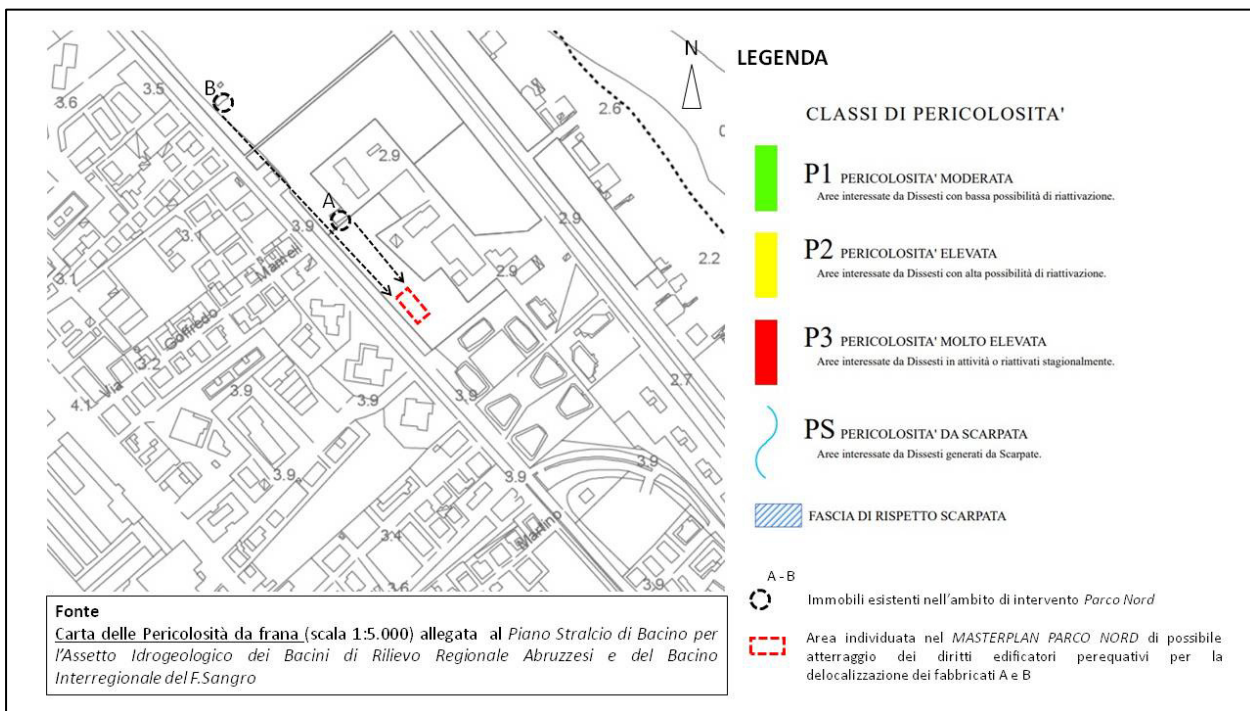 B
3.5
3.6
N
2.6
2.9
A
3.9
3.1
2.9
2.9
2.2
3.1
Mameli
Goffredo
3.2
Via
4.1
3.9
3.9
3.9
2.7
3.9
3.9
3.9
Martino
3.4
3.6
3.9
Fonte
Carta delle Pericolosità da frana (scala 1:5.000) allegata al Piano Stralcio di Bacino per
l'Assetto Idrogeologico dei Bacini di Rilievo Regionale Abruzzesi e del Bacino
Interregionale del F.Sangro
LEGENDA
CLASSI DI PERICOLOSITA'
P1 PERICOLOSITA' MODERATA
Aree interessate da Dissesti con bassa possibilità di riattivazione.
P2 PERICOLOSITA' ELEVATA
Aree interessate da Dissesti con alta possibilità di riattivazione.
P3 PERICOLOSITA' MOLTO ELEVATA
Aree interessate da Dissesti in attività o riattivati stagionalmente.
PS PERICOLOSITA' DA SCARPATA
Aree interessate da Dissesti generati da Scarpate.
FASCIA DI RISPETTO SCARPATA
A - B
Immobili esistenti nell'ambito di intervento Parco Nord
Area individuata nel MASTERPLAN PARCO NORD di possibile
atterraggio dei diritti edificatori perequativi per la
delocalizzazione dei fabbricati A e B